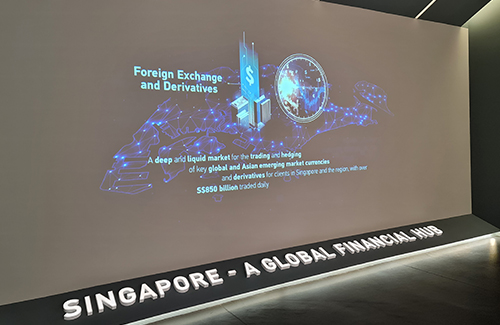 Foreign Exchange
and Derivatives
$
A deep and liquid market for the trading and hedging
of key global and Asian emerging market currencies
and derivatives for clients in Singapore and the region, with over
S$850 billion traded daily
SINGAPORE - A GLOBAL FINANCIAL HUB